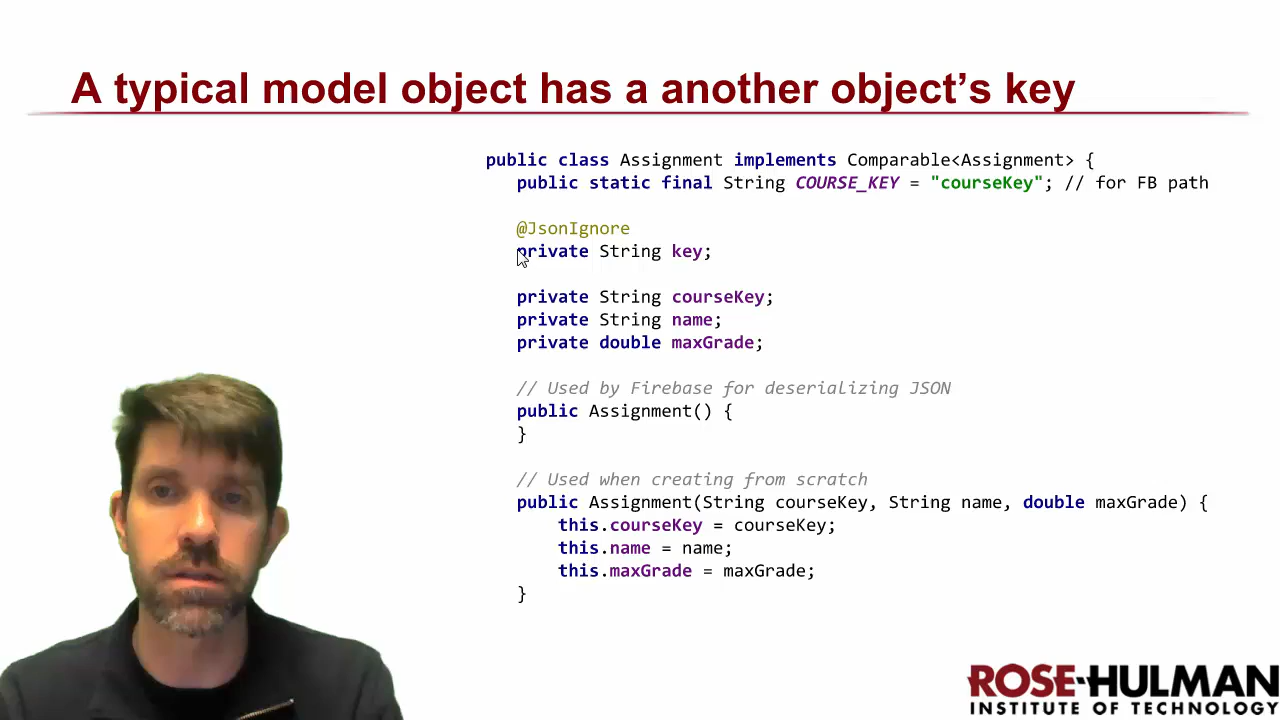 A typical model object has a another object’s key
public class Assignment implements Comparable<Assignment> {
public static final String COURSE_KEY = "courseKey"; // for FB path
@JsonIgnore
private String key;
private String courseKey;
private String name;
private double maxGrade;
// Used by Firebase for deserializing JSON
public Assignment() {
}
// Used when creating from scratch
public Assignment(String courseKey, String name, double maxGrade) {
this.courseKey = courseKey;
this.name = name;
this.maxGrade = maxGrade;
}
ROSE-HULMAN
INSTITUTE OF TECHNOLOGY